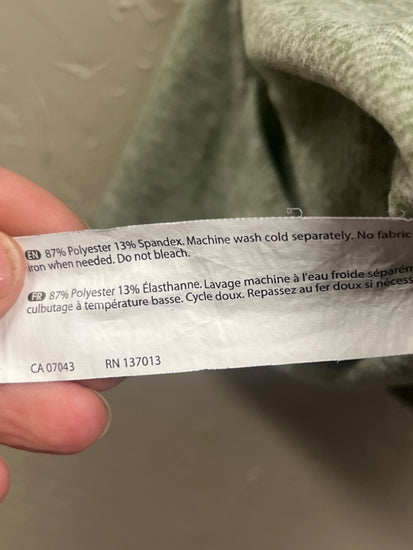 EN 87% Polyester 13% Spandex. Machine wash cold separately. No fabric
iron when needed. Do not bleach.
FR 87% Polyester 13% Élasthanne. Lavage machine à l'eau froide séparém
culbutage à température basse. Cycle doux. Repassez au fer doux si nécess
CA 07043 RN 137013